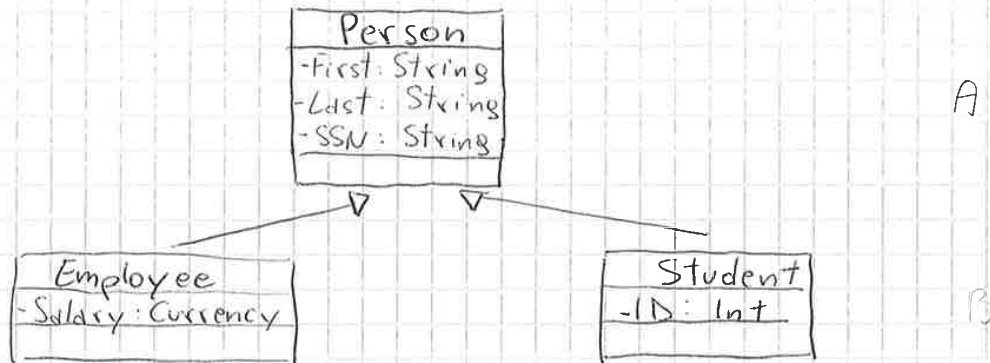 Person
-First: String
-Last: String
-SSN: String
A
Employee
-Salary: Currency
Student
-ID: Int
B